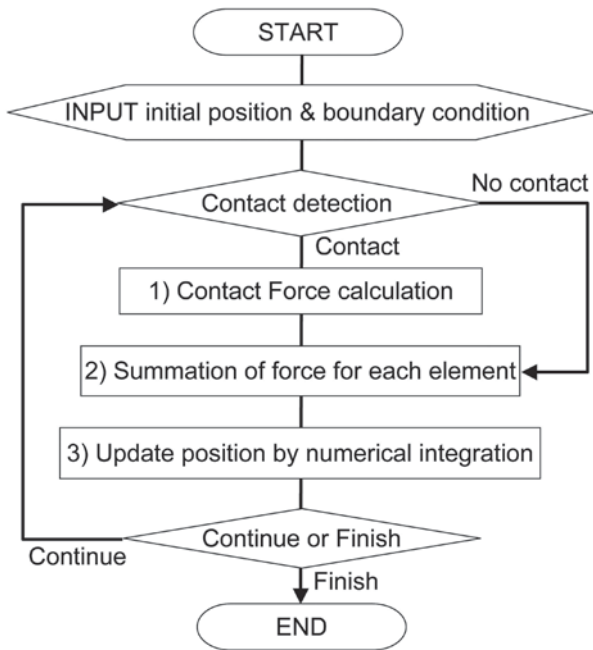 START
INPUT initial position & boundary condition
No contact
Contact detection
Contact
1) Contact Force calculation
2) Summation of force for each element
3) Update position by numerical integration
Continue or Finish
Continue
Finish
END